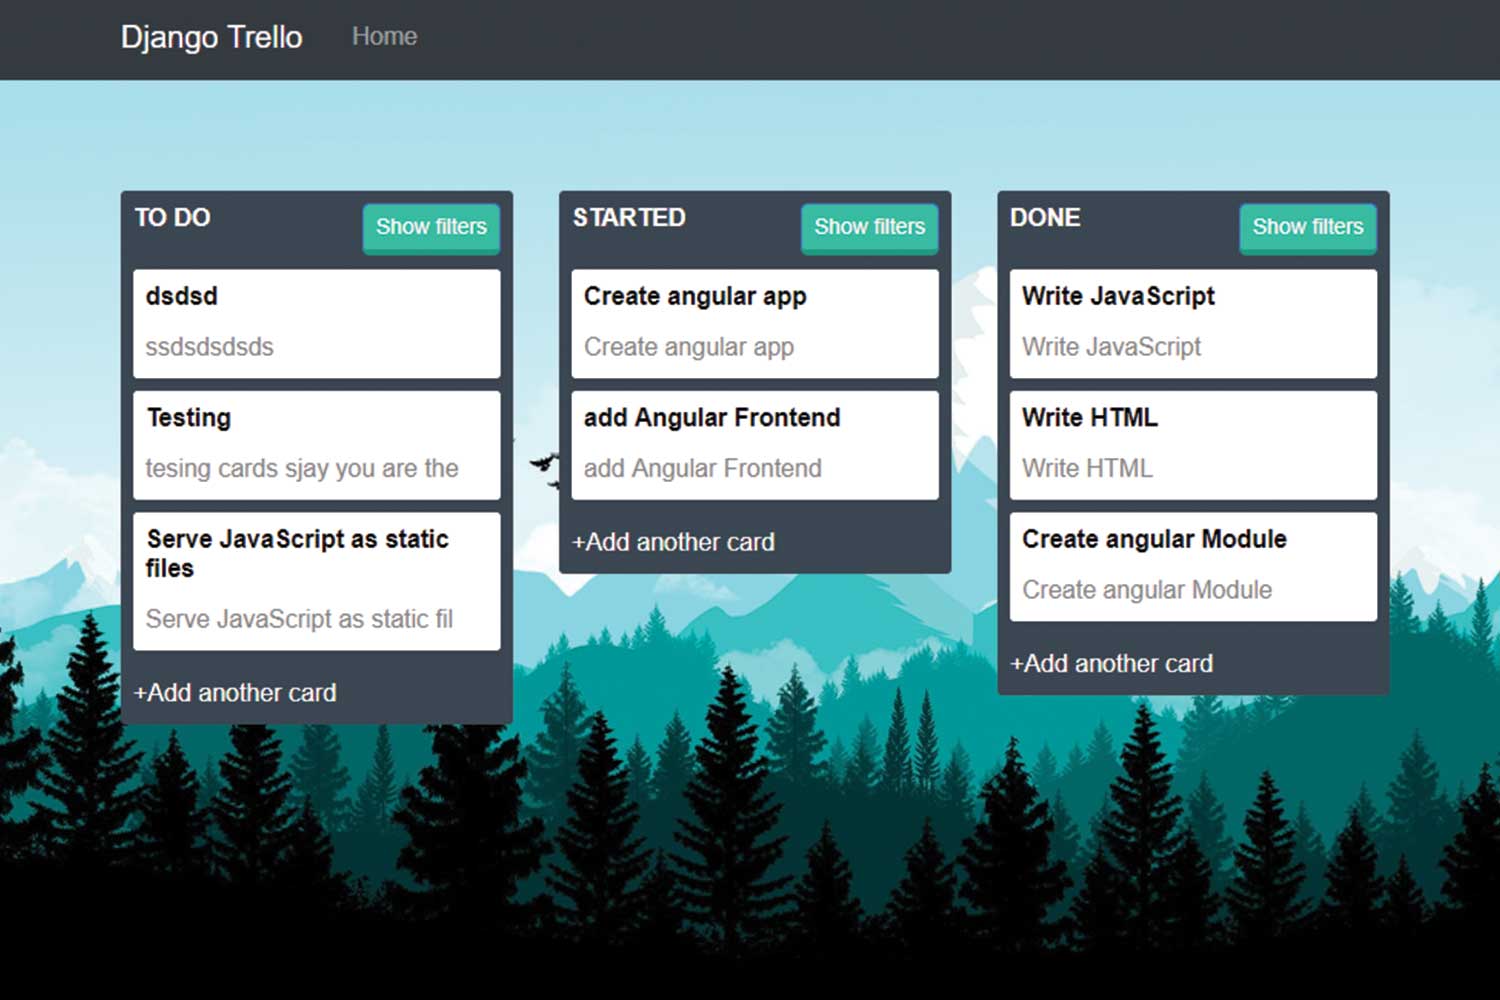 Django Trello Home
TO DO
Show filters
dsdsd
ssdsdsdsds
Testing
tesing cards sjay you are the
Serve JavaScript as static
files
Serve JavaScript as static fil
+Add another card
STARTED
Show filters
Create angular app
Create angular app
add Angular Frontend
add Angular Frontend
+Add another card
DONE
Show filters
Write JavaScript
Write JavaScript
Write HTML
Write HTML
Create angular Module
Create angular Module
+Add another card